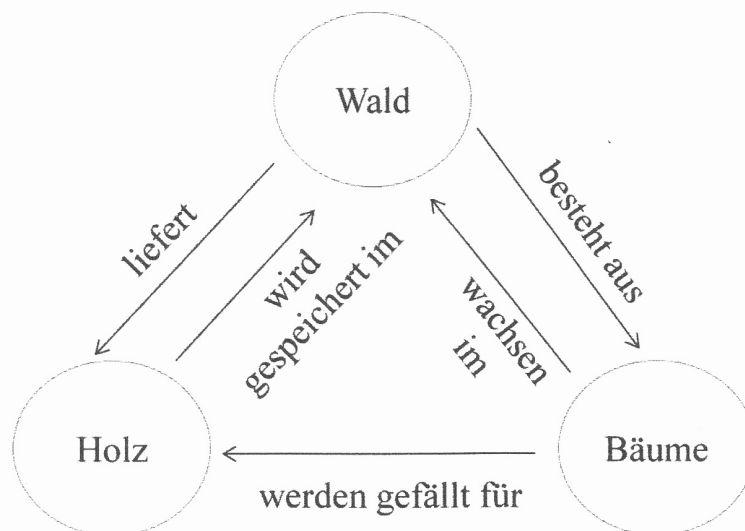 Wald
liefert
wird
gespeichert im
wachsen
im
besteht aus
Holz
Bäume
werden gefällt für